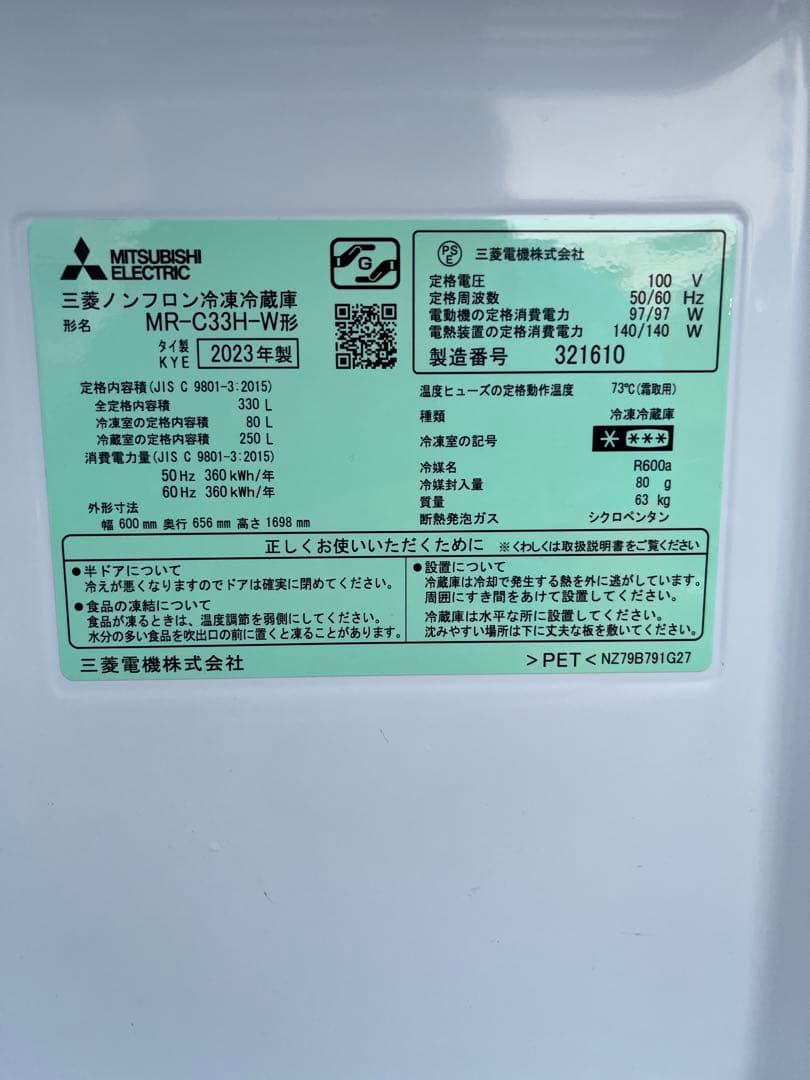 MITSUBISHI
ELECTRIC
G
三菱ノンフロン冷凍冷蔵庫
形名 MR-C33H-W形
タイ製
KYE 2023年製
PS
E
三菱電機株式会社
定格電圧 100 V
定格周波数 50/60 Hz
電動機の定格消費電力 97/97 W
電熱装置の定格消費電力 140/140 W
製造番号 321610
定格内容積(JIS C 9801-3:2015)
全定格内容積 330 L
冷凍室の定格内容積 80 L
冷蔵室の定格内容積 250 L
消費電力量(JIS C 9801-3:2015)
50Hz 360kWh/年
60Hz 360kWh/年
外形寸法
幅 600mm 奥行 656mm 高さ 1698mm
温度ヒューズの定格動作温度 73℃(霜取用)
種類 冷凍冷蔵庫
冷凍室の記号 * ***
冷媒名 R600a
冷媒封入量 80 g
質量 63 kg
断熱発泡ガス シクロペンタン
正しくお使いいただくために ※くわしくは取扱説明書をご覧ください
●半ドアについて
冷えが悪くなりますのでドアは確実に閉めてください。
●食品の凍結について
食品が凍るときは、温度調節を弱側にしてください。
水分の多い食品を吹出口の前に置くと凍ることがあります。
●設置について
冷蔵庫は冷却で発生する熱を外に逃がしています。
周囲にすき間をあけて設置してください。
冷蔵庫は水平な所に設置してください。
沈みやすい場所は下に丈夫な板を敷いてください。
三菱電機株式会社
>PET< NZ79B791G27